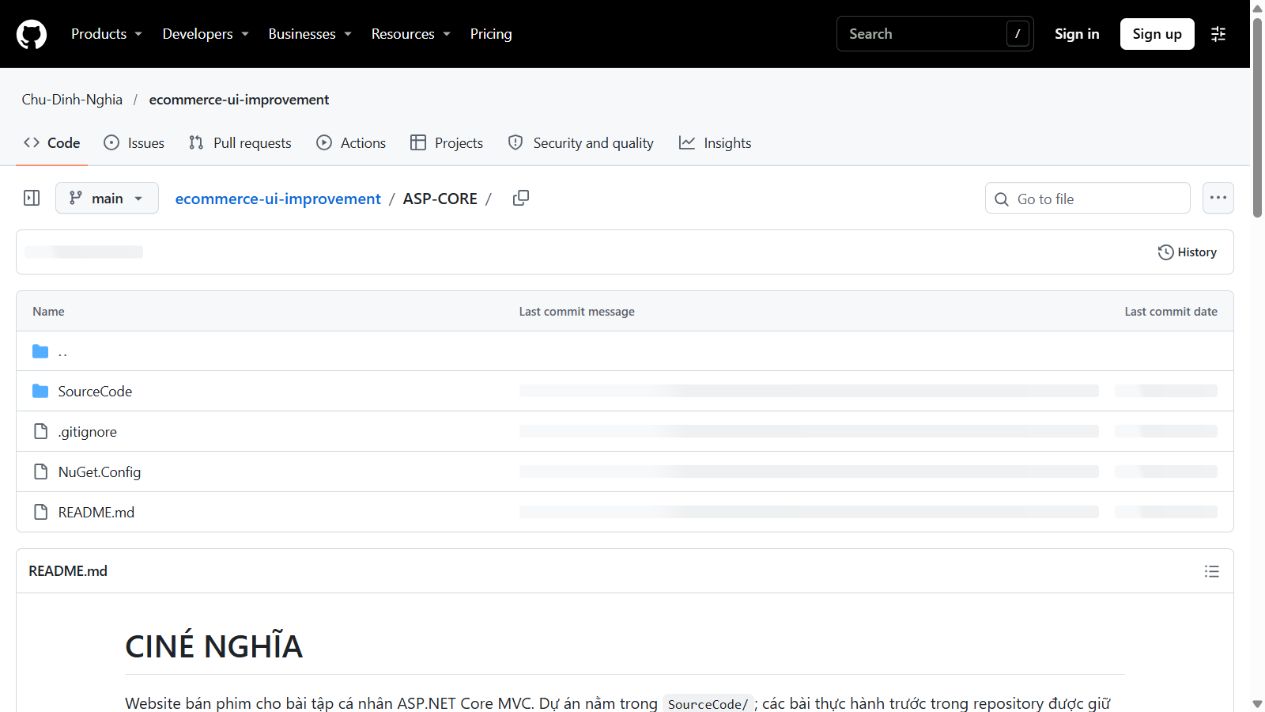 Products Developers Businesses Resources Pricing Search / Sign in Sign up
Chu-Dinh-Nghia / ecommerce-ui-improvement
Code Issues Pull requests Actions Projects Security and quality Insights
main ecommerce-ui-improvement / ASP-CORE / Go to file
History
Name Last commit message Last commit date
..
SourceCode
.gitignore
NuGet.Config
README.md
README.md
CINÉ NGHĨA
Website bán phim cho bài tập cá nhân ASP.NET Core MVC. Dự án nằm trong SourceCode/ ; các bài thực hành trước trong repository được giữ